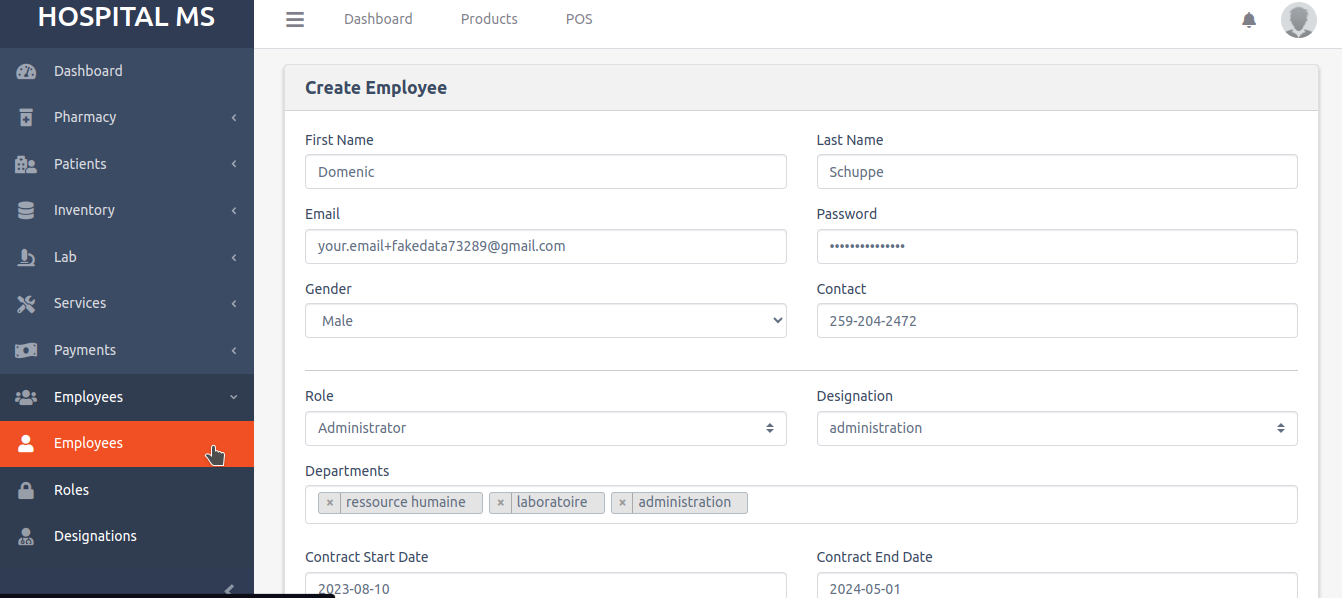 HOSPITAL MS
Dashboard Products POS
Dashboard
Pharmacy
Patients
Inventory
Lab
Services
Payments
Employees
Employees
Roles
Designations
Create Employee
First Name Last Name
Domenic Schuppe
Email Password
your.email+fakedata73289@gmail.com •••••••••••••••
Gender Contact
Male 259-204-2472
Role Designation
Administrator administration
Departments
× ressource humaine × laboratoire × administration
Contract Start Date Contract End Date
2023-08-10 2024-05-01